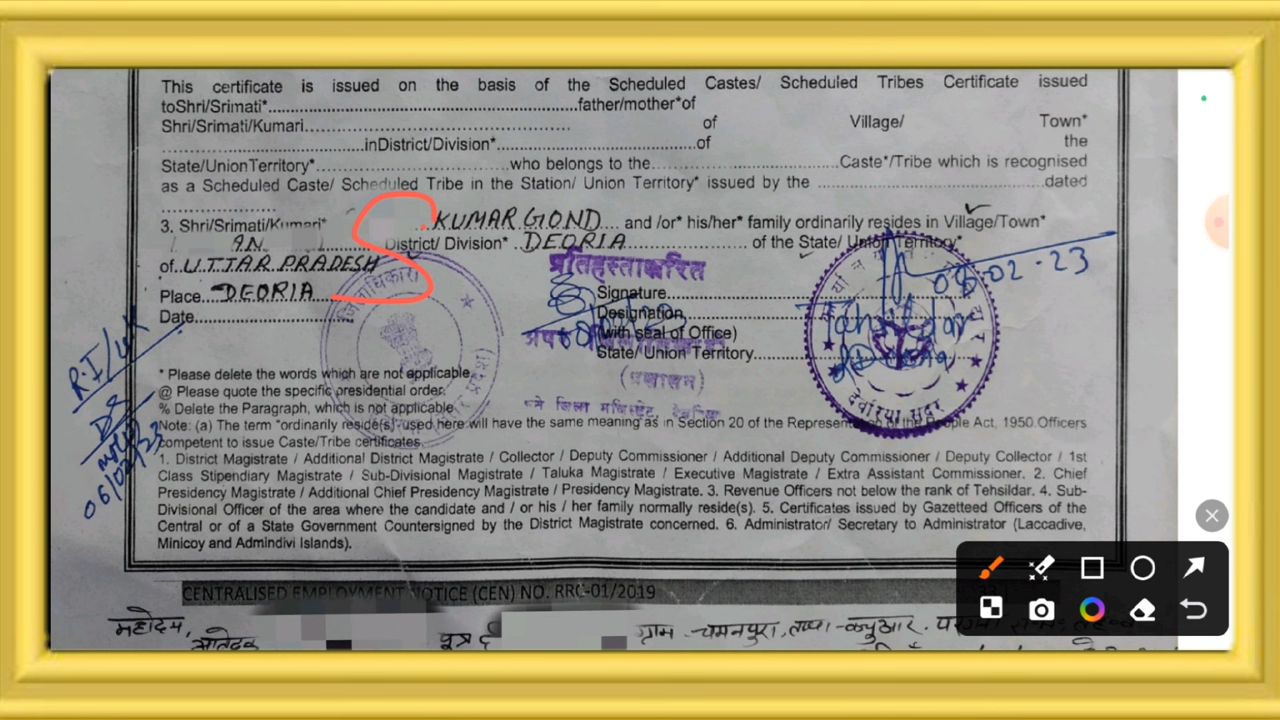 This certificate is issued on the basis of the Scheduled Castes/ Scheduled Tribes Certificate issued
toShri/Srimati*..........father/mother*of
Shri/Srimati/Kumari.......... of Village/ Town*
..........inDistrict/Division*..........of the
State/UnionTerritory*..........who belongs to the..........Caste*/Tribe which is recognised
as a Scheduled Caste/ Scheduled Tribe in the Station/ Union Territory* issued by the ..........dated
..........
3. Shri/Srimati/Kumari* KUMAR GOND.... and /or* his/her* family ordinarily resides in Village/Town*
AN. District/ Division* DEORIA.......... of the State/ Union Territory*
of UTTAR PRADESH
08-02-23
प्रतिहस्ताक्षरित
Place...DEORIA
Signature..........
Date..........
Designation..........
Tahsildar
(with seal of Office)
State/ Union Territory..........
(प्रशासन)
देवरिया सदर
* Please delete the words which are not applicable.
@ Please quote the specific presidential order.
% Delete the Paragraph, which is not applicable
Note: (a) The term "ordinarily reside(s) used here will have the same meaning as in Section 20 of the Representation of the People Act, 1950.Officers
competent to issue Caste/Tribe certificates.
1. District Magistrate / Additional District Magistrate / Collector / Deputy Commissioner / Additional Deputy Commissioner / Deputy Collector / 1st
Class Stipendiary Magistrate / Sub-Divisional Magistrate / Taluka Magistrate / Executive Magistrate / Extra Assistant Commissioner. 2. Chief
Presidency Magistrate / Additional Chief Presidency Magistrate / Presidency Magistrate. 3. Revenue Officers not below the rank of Tehsildar. 4. Sub-
Divisional Officer of the area where the candidate and / or his / her family normally reside(s). 5. Certificates issued by Gazetteed Officers of the
Central or of a State Government Countersigned by the District Magistrate concerned. 6. Administrator/ Secretary to Administrator (Laccadive,
Minicoy and Admindivi Islands).
06/02/23
CENTRALISED EMPLOYMENT NOTICE (CEN) NO. RRC-01/2019
महोदय,
पुत्र
ग्राम - चमनपुरा, तप्पा-